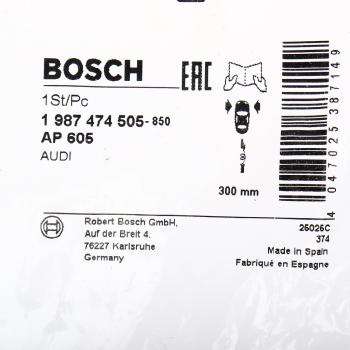 BOSCH
EAC
1St/Pc
1 987 474 505-850
AP 605
AUDI
300 mm
4047025387149
Robert Bosch GmbH,
Auf der Breit 4,
76227 Karlsruhe
Germany
26026C
374
Made in Spain
Fabriqué en Espagne